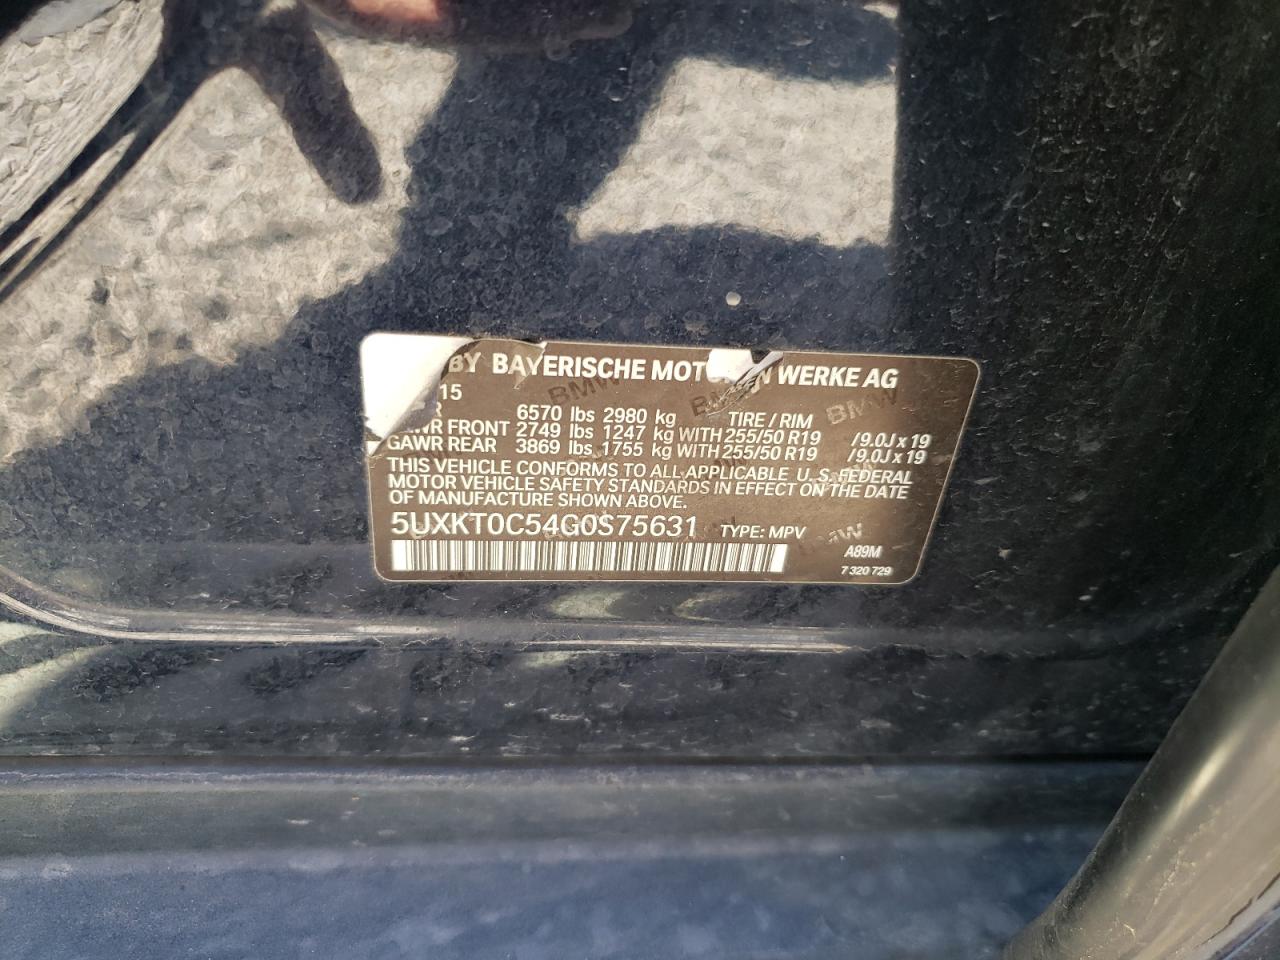 BY BAYERISCHE MOTOREN WERKE AG
15
R 6570 lbs 2980 kg TIRE / RIM
WR FRONT 2749 lbs 1247 kg WITH 255/50 R19 /9.0J x 19
GAWR REAR 3869 lbs 1755 kg WITH 255/50 R19 /9.0J x 19
THIS VEHICLE CONFORMS TO ALL APPLICABLE U.S. FEDERAL
MOTOR VEHICLE SAFETY STANDARDS IN EFFECT ON THE DATE
OF MANUFACTURE SHOWN ABOVE.
5UXKT0C54G0S75631 TYPE: MPV
A89M
7 320 729